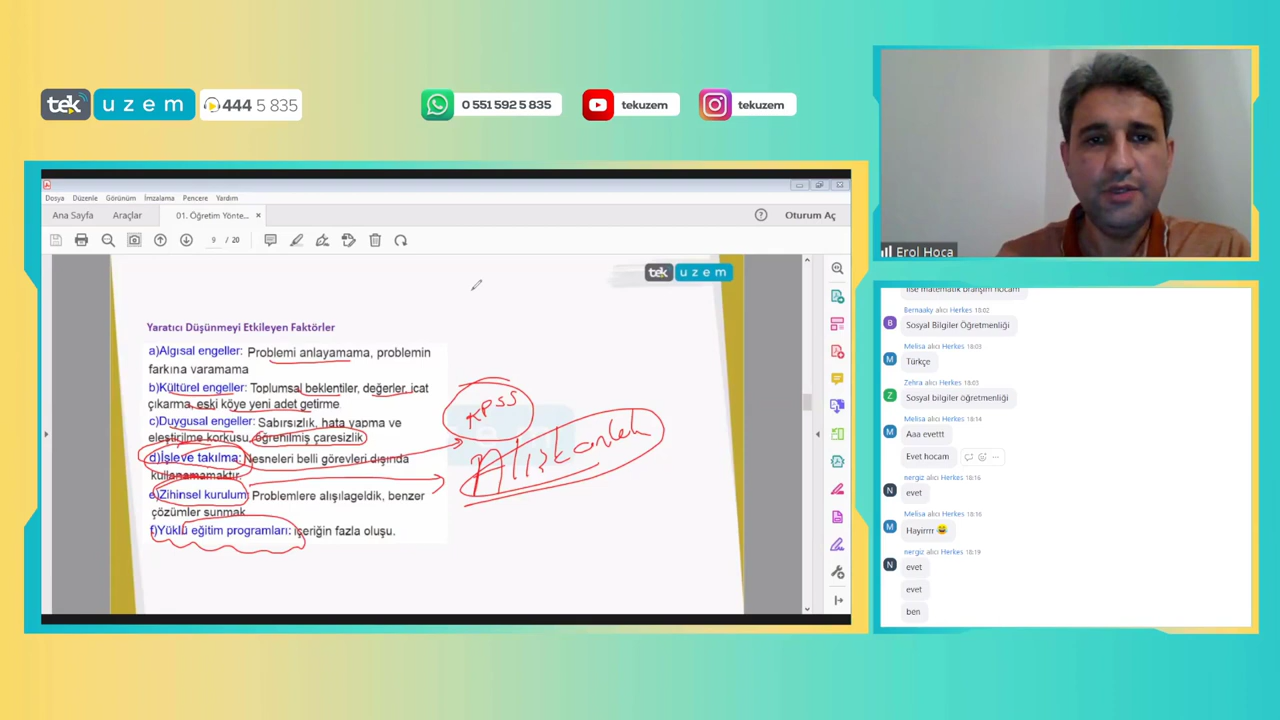 tek uzem 444 5 835
0 551 592 5 835
tekuzem
tekuzem
Dosya Düzenle Görünüm İmzalama Pencere Yardım
Ana Sayfa Araçlar 01. Öğretim Yönte... × Oturum Aç
9 / 20
tek uzem
Yaratıcı Düşünmeyi Etkileyen Faktörler
a)Algısal engeller: Problemi anlayamama, problemin
farkına varamama
b)Kültürel engeller: Toplumsal beklentiler, değerler, icat
çıkarma, eski köye yeni adet getirme
c)Duygusal engeller: Sabırsızlık, hata yapma ve
eleştirilme korkusu, öğrenilmiş çaresizlik
d)İşleve takılma: Nesneleri belli görevleri dışında
kullanamamaktır.
e)Zihinsel kurulum: Problemlere alışılageldik, benzer
çözümler sunmak
f)Yüklü eğitim programları: içeriğin fazla oluşu.
KPSS
Alışkanlık
Erol Hoca
lise matematik branşım hocam
Bernaaky alıcı Herkes 18:02
B Sosyal Bilgiler Öğretmenliği
Melisa alıcı Herkes 18:03
M Türkçe
Zehra alıcı Herkes 18:03
Z Sosyal bilgiler öğretmenliği
Melisa alıcı Herkes 18:14
M Aaa evettt
Evet hocam
nergiz alıcı Herkes 18:16
N evet
Melisa alıcı Herkes 18:16
M Hayirrrr 😅
nergiz alıcı Herkes 18:19
N evet
evet
ben